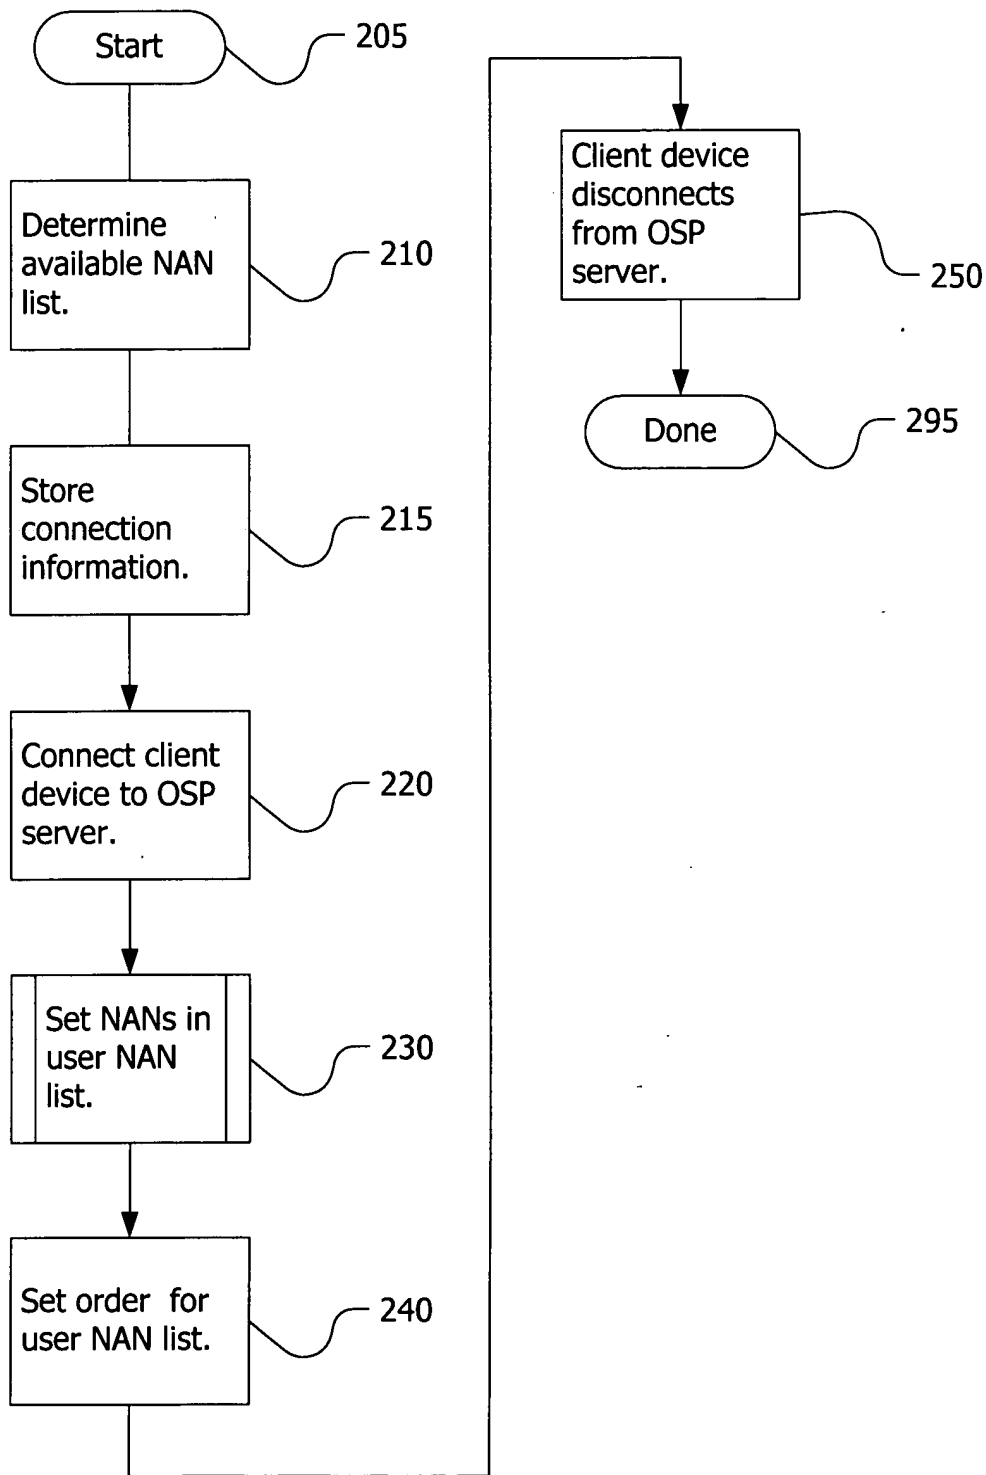 Start
205
Determine
available NAN
list.
210
Store
connection
information.
215
Connect client
device to OSP
server.
220
Set NANs in
user NAN
list.
230
Set order for
user NAN list.
240
Client device
disconnects
from OSP
server.
250
Done
295